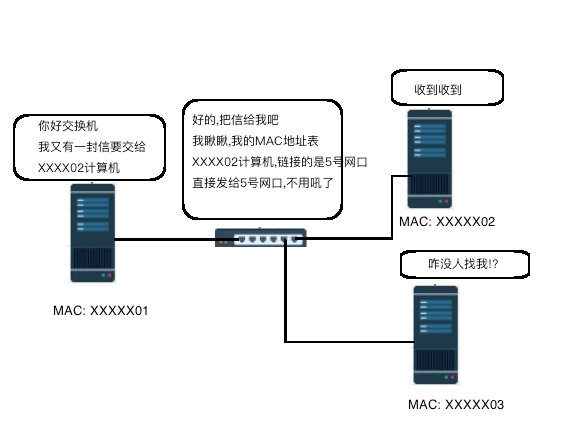 你好交换机
我又有一封信要交给
XXXX02计算机
MAC: XXXXX01
好的,把信给我吧
我瞅瞅,我的MAC地址表
XXXX02计算机,链接的是5号网口
直接发给5号网口,不用吼了
收到收到
MAC: XXXXX02
咋没人找我!?
MAC: XXXXX03